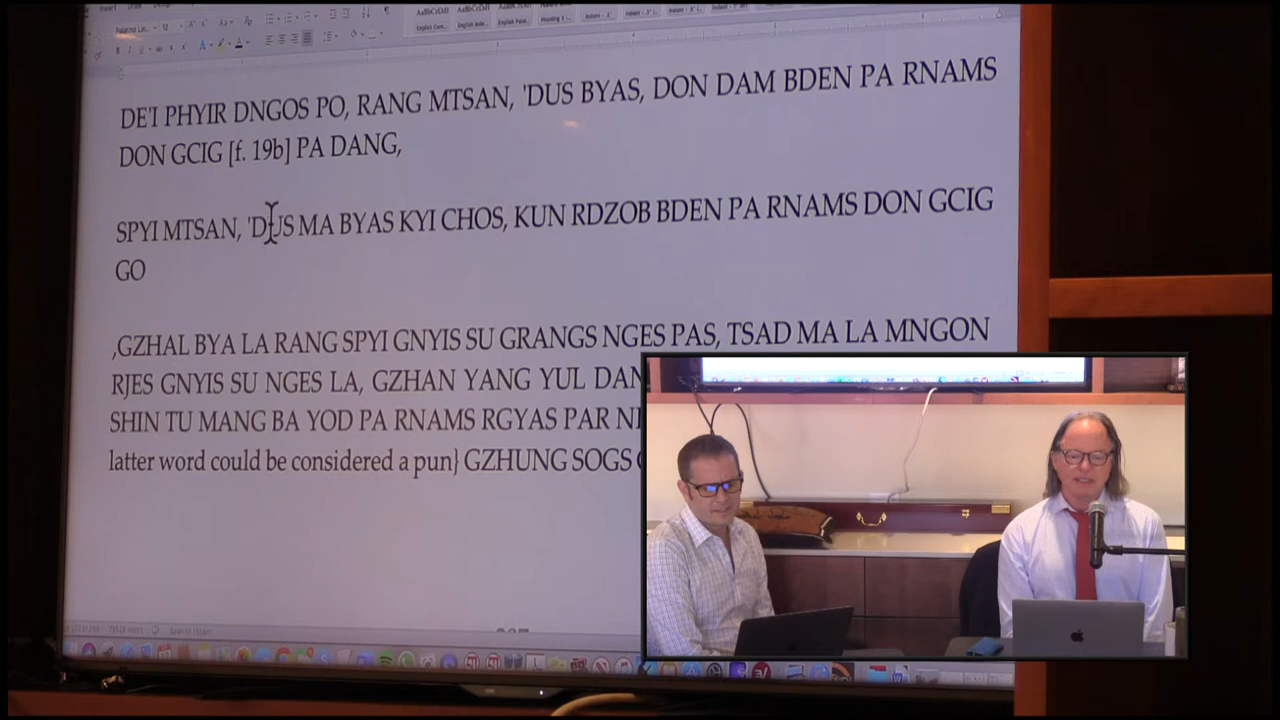 DE'I PHYIR DNGOS PO, RANG MTSAN, 'DUS BYAS, DON DAM BDEN PA RNAMS
DON GCIG [f. 19b] PA DANG,
SPYI MTSAN, 'DUS MA BYAS KYI CHOS, KUN RDZOB BDEN PA RNAMS DON GCIG
GO
,GZHAL BYA LA RANG SPYI GNYIS SU GRANGS NGES PAS, TSAD MA LA MNGON
RJES GNYIS SU NGES LA, GZHAN YANG YUL DAN
SHIN TU MANG BA YOD PA RNAMS RGYAS PAR
latter word could be considered a pun} GZHUNG SOGS